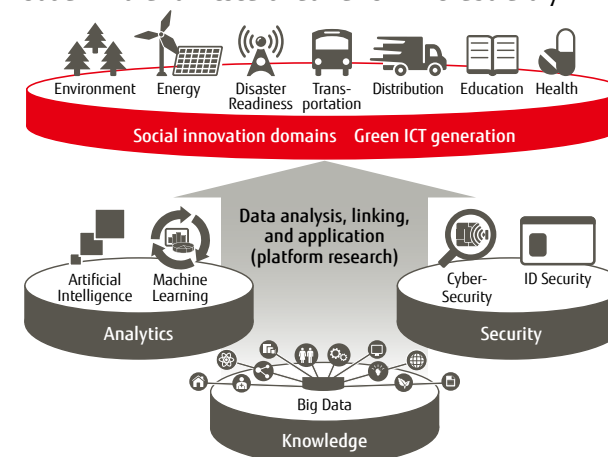 Environment
Energy
Disaster
Readiness
Trans-
portation
Distribution
Education
Health
Social innovation domains Green ICT generation
Data analysis, linking,
and application
(platform research)
Artificial
Intelligence
Machine
Learning
Analytics
Cyber-
Security
ID Security
Security
Big Data
Knowledge